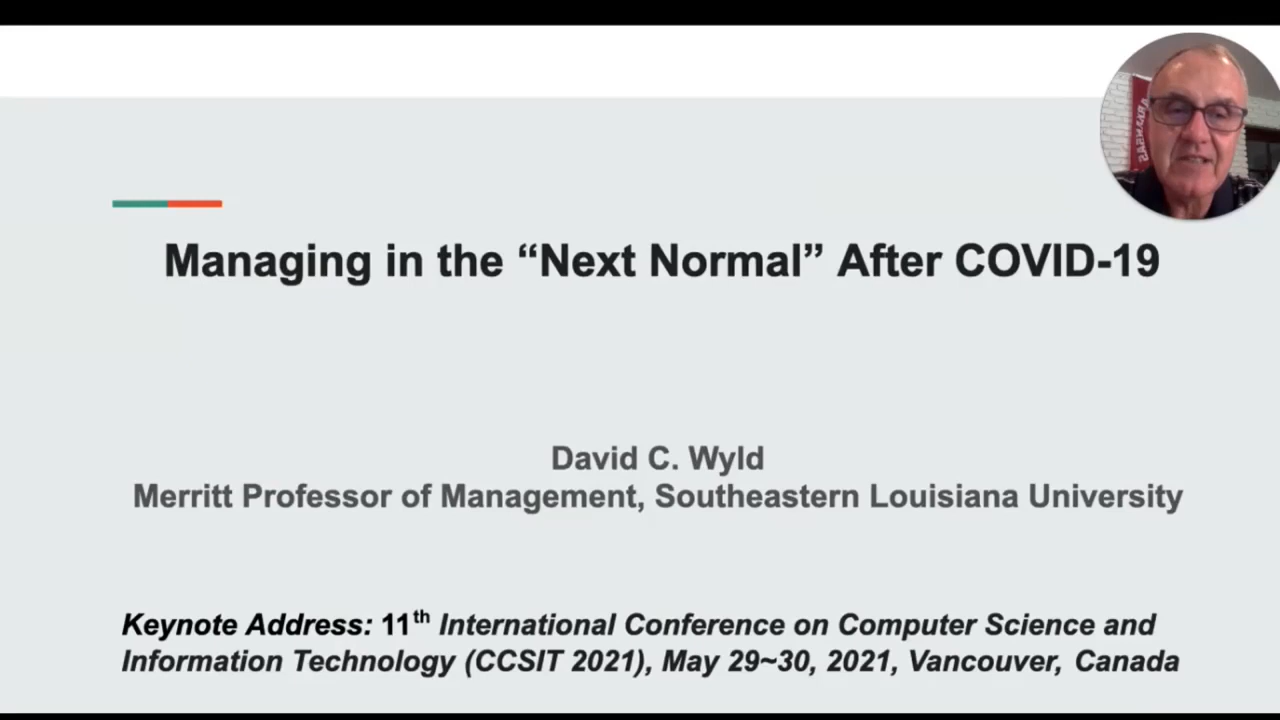 ARKANSAS
Managing in the “Next Normal” After COVID-19
David C. Wyld
Merritt Professor of Management, Southeastern Louisiana University
Keynote Address: 11th International Conference on Computer Science and
Information Technology (CCSIT 2021), May 29~30, 2021, Vancouver, Canada